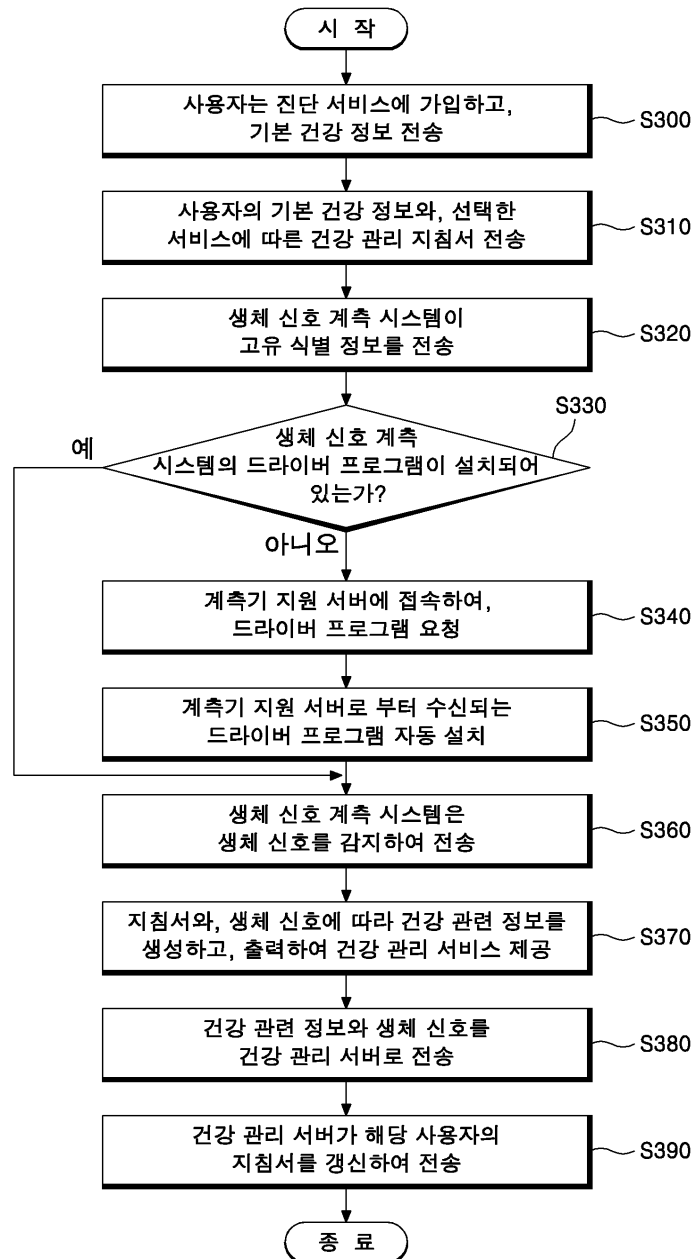 시 작
사용자는 진단 서비스에 가입하고,
기본 건강 정보 전송
S300
사용자의 기본 건강 정보와, 선택한
서비스에 따른 건강 관리 지침서 전송
S310
생체 신호 계측 시스템이
고유 식별 정보를 전송
S320
S330
생체 신호 계측
시스템의 드라이버 프로그램이 설치되어
있는가?
예
아니오
계측기 지원 서버에 접속하여,
드라이버 프로그램 요청
S340
계측기 지원 서버로 부터 수신되는
드라이버 프로그램 자동 설치
S350
생체 신호 계측 시스템은
생체 신호를 감지하여 전송
S360
지침서와, 생체 신호에 따라 건강 관련 정보를
생성하고, 출력하여 건강 관리 서비스 제공
S370
건강 관련 정보와 생체 신호를
건강 관리 서버로 전송
S380
건강 관리 서버가 해당 사용자의
지침서를 갱신하여 전송
S390
종 료